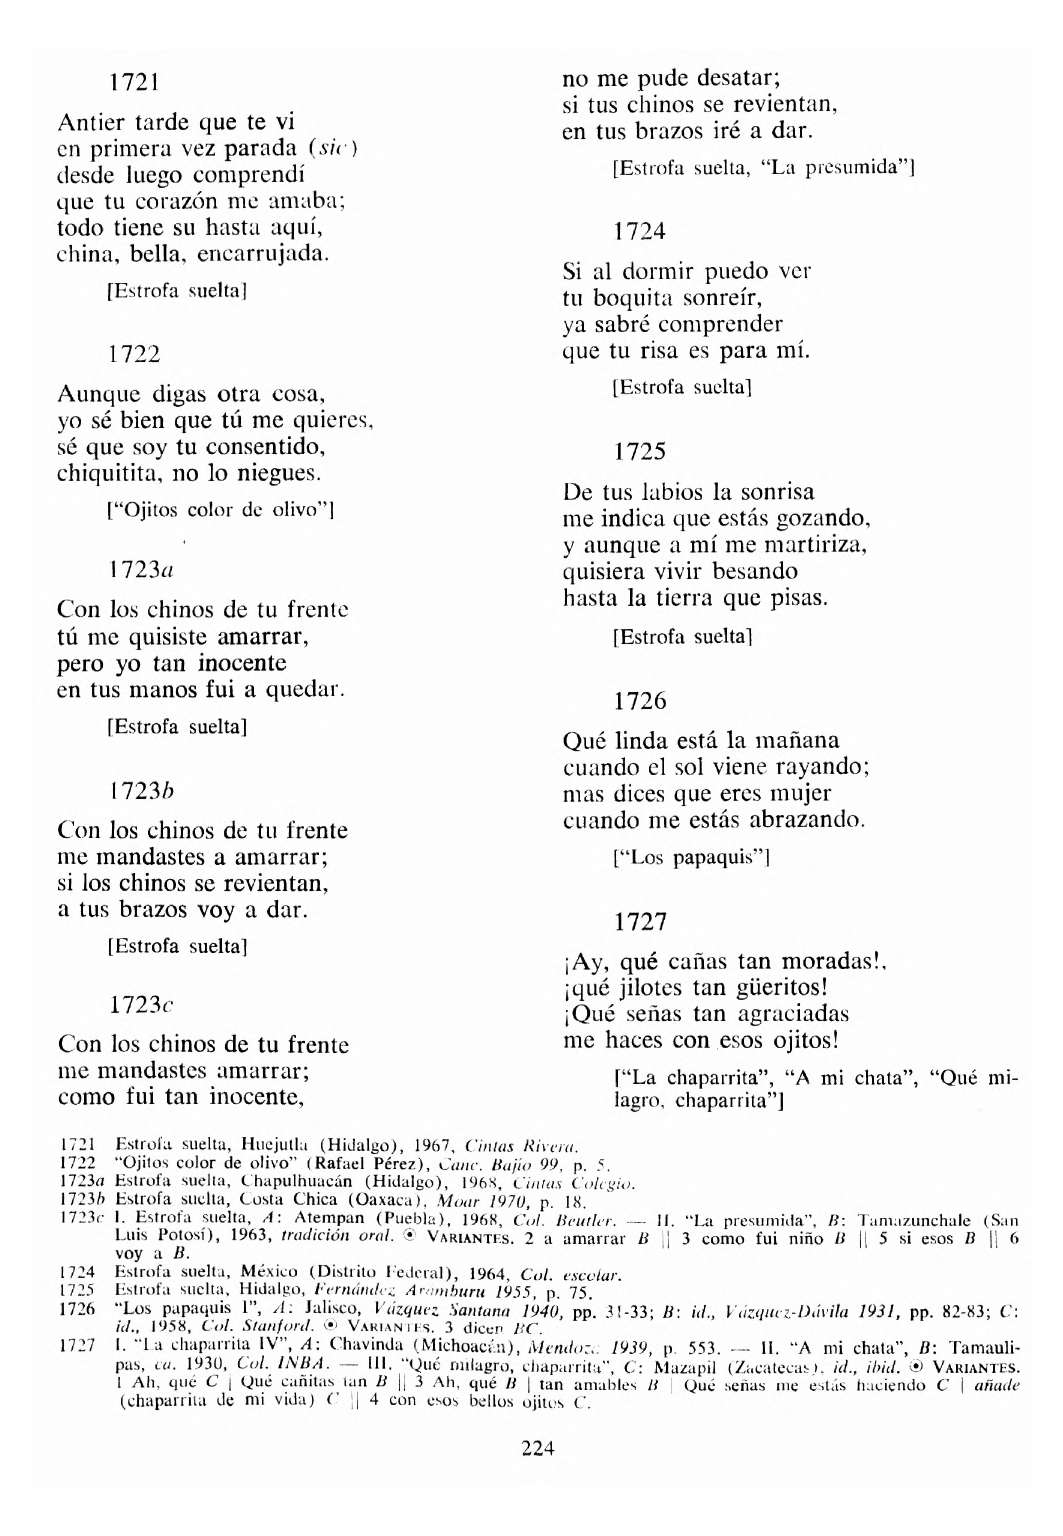 1721
Antier tarde que te vi
en primera vez parada (sic)
desde luego comprendí
que tu corazón me amaba;
todo tiene su hasta aquí,
china, bella, encarrujada.
[Estrofa suelta]
1722
Aunque digas otra cosa,
yo sé bien que tú me quieres,
sé que soy tu consentido,
chiquitita, no lo niegues.
[“Ojitos color de olivo”]
1723a
Con los chinos de tu frente
tú me quisiste amarrar,
pero yo tan inocente
en tus manos fui a quedar.
[Estrofa suelta]
1723b
Con los chinos de tu frente
me mandastes a amarrar;
si los chinos se revientan,
a tus brazos voy a dar.
[Estrofa suelta]
1723c
Con los chinos de tu frente
me mandastes amarrar;
como fui tan inocente,
no me pude desatar;
si tus chinos se revientan,
en tus brazos iré a dar.
[Estrofa suelta, “La presumida”]
1724
Si al dormir puedo ver
tu boquita sonreír,
ya sabré comprender
que tu risa es para mí.
[Estrofa suelta]
1725
De tus labios la sonrisa
me indica que estás gozando,
y aunque a mí me martiriza,
quisiera vivir besando
hasta la tierra que pisas.
[Estrofa suelta]
1726
Qué linda está la mañana
cuando el sol viene rayando;
mas dices que eres mujer
cuando me estás abrazando.
[“Los papaquis”]
1727
¡Ay, qué cañas tan moradas!,
¡qué jilotes tan güeritos!
¡Qué señas tan agraciadas
me haces con esos ojitos!
[“La chaparrita”, “A mi chata”, “Qué mi-
lagro, chaparrita”]
1721 Estrofa suelta, Huejutla (Hidalgo), 1967, Cintas Rivera.
1722 “Ojitos color de olivo” (Rafael Pérez), Canc. Bajío 99, p. 5.
1723a Estrofa suelta, Chapulhuacán (Hidalgo), 1968, Cintas Colegio.
1723b Estrofa suelta, Costa Chica (Oaxaca), Moar 1970, p. 18.
1723c I. Estrofa suelta, A: Atempan (Puebla), 1968, Col. Beutler. — II. “La presumida”, B: Tamazunchale (San
Luis Potosí), 1963, tradición oral. ⦿ VARIANTES. 2 a amarrar B || 3 como fui niño B || 5 si esos B || 6
voy a B.
1724 Estrofa suelta, México (Distrito Federal), 1964, Col. escolar.
1725 Estrofa suelta, Hidalgo, Fernández Aramburu 1955, p. 75.
1726 “Los papaquis I”, A: Jalisco, Vázquez Santana 1940, pp. 31-33; B: id., Vázquez-Dávila 1931, pp. 82-83; C:
id., 1958, Col. Stanford. ⦿ VARIANTES. 3 dicen BC.
1727 I. “La chaparrita IV”, A: Chavinda (Michoacán), Mendoza 1939, p. 553. — II. “A mi chata”, B: Tamauli-
pas, ca. 1930, Col. INBA. — III. “Qué milagro, chaparrita”, C: Mazapil (Zacatecas), id., ibid. ⦿ VARIANTES.
1 Ah, qué C | Qué cañitas tan B || 3 Ah, qué B | tan amables B | Qué señas me estás haciendo C | añade
(chaparrita de mi vida) C || 4 con esos bellos ojitos C.
224